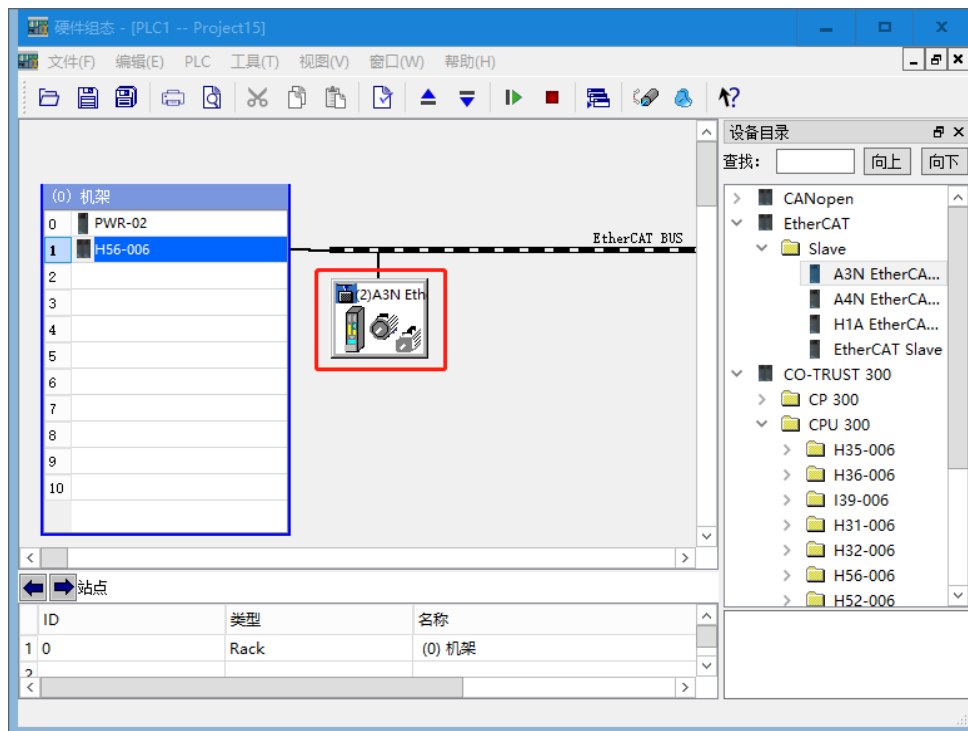 硬件组态 - [PLC1 -- Project15]
文件(F) 编辑(E) PLC 工具(T) 视图(V) 窗口(W) 帮助(H)
设备目录
查找: 向上 向下
(0) 机架
0 PWR-02
1 H56-006
2
3
4
5
6
7
8
9
10
EtherCAT BUS
(2)A3N Eth
CANopen
EtherCAT
Slave
A3N EtherCA...
A4N EtherCA...
H1A EtherCA...
EtherCAT Slave
CO-TRUST 300
CP 300
CPU 300
H35-006
H36-006
I39-006
H31-006
H32-006
H56-006
H52-006
站点
ID 类型 名称
1 0 Rack (0) 机架
2